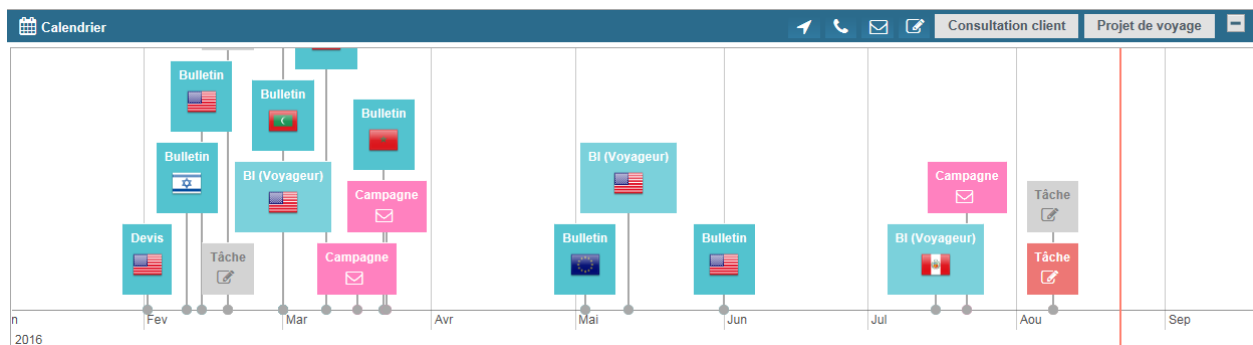 Calendrier
Consultation client
Projet de voyage
Bulletin
Bulletin
Bulletin
Bulletin
BI (Voyageur)
BI (Voyageur)
Campagne
Campagne
Tâche
Devis
Bulletin
Bulletin
BI (Voyageur)
Tâche
Tâche
Campagne
n
Fev
Mar
Avr
Mai
Jun
Jul
Aou
Sep
2016